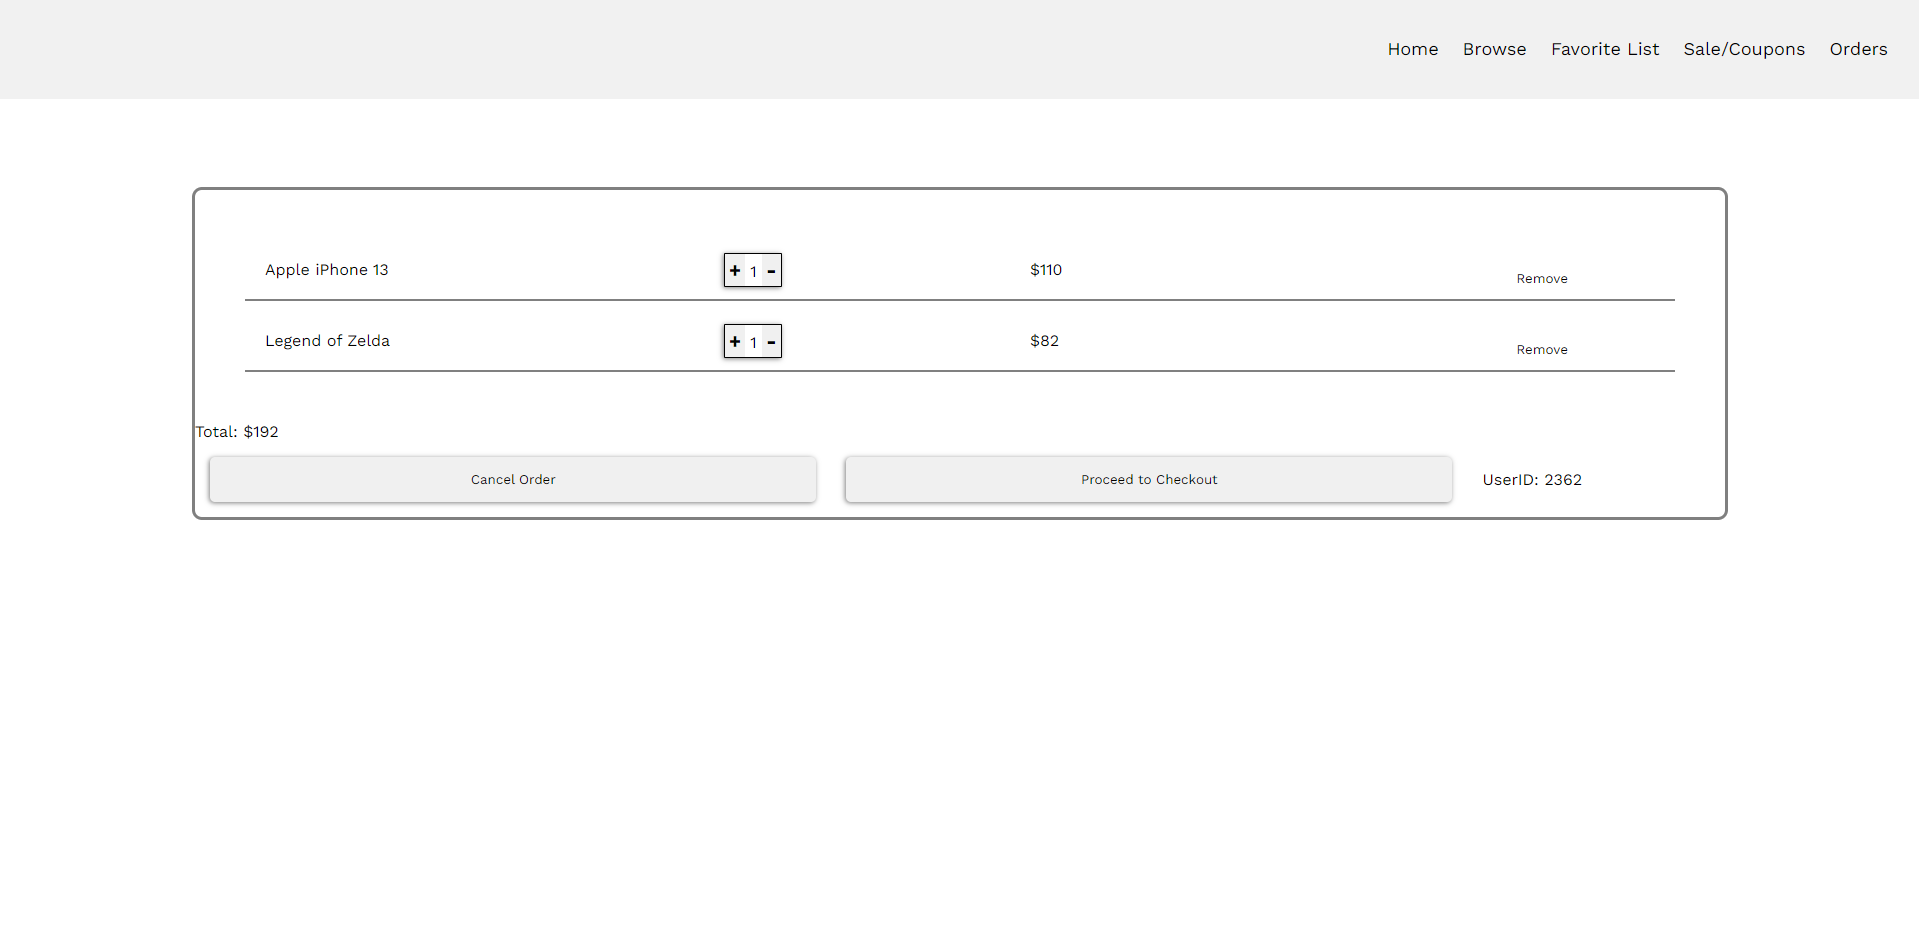 Home Browse Favorite List Sale/Coupons Orders
Apple iPhone 13 + 1 - $110 Remove
Legend of Zelda + 1 - $82 Remove
Total: $192
Cancel Order Proceed to Checkout UserID: 2362